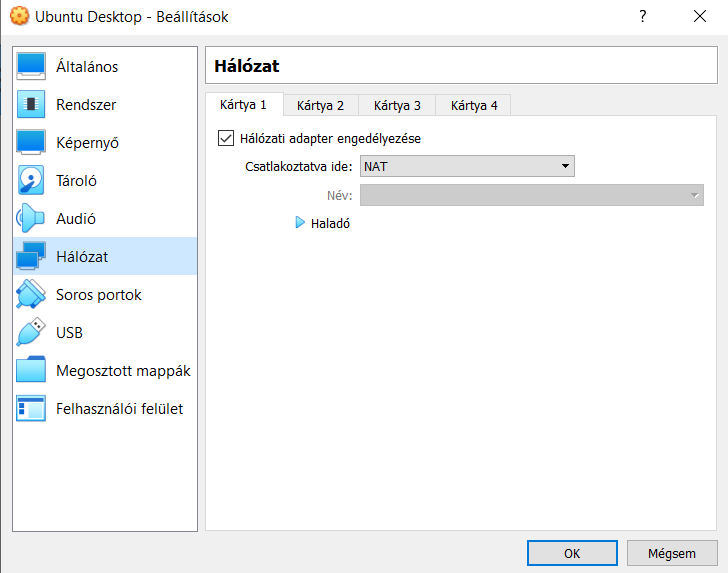 Ubuntu Desktop - Beállítások
?
Általános
Rendszer
Képernyő
Tároló
Audió
Hálózat
Soros portok
USB
Megosztott mappák
Felhasználói felület
Hálózat
Kártya 1 Kártya 2 Kártya 3 Kártya 4
Hálózati adapter engedélyezése
Csatlakoztatva ide: NAT
Név:
Haladó
OK Mégsem